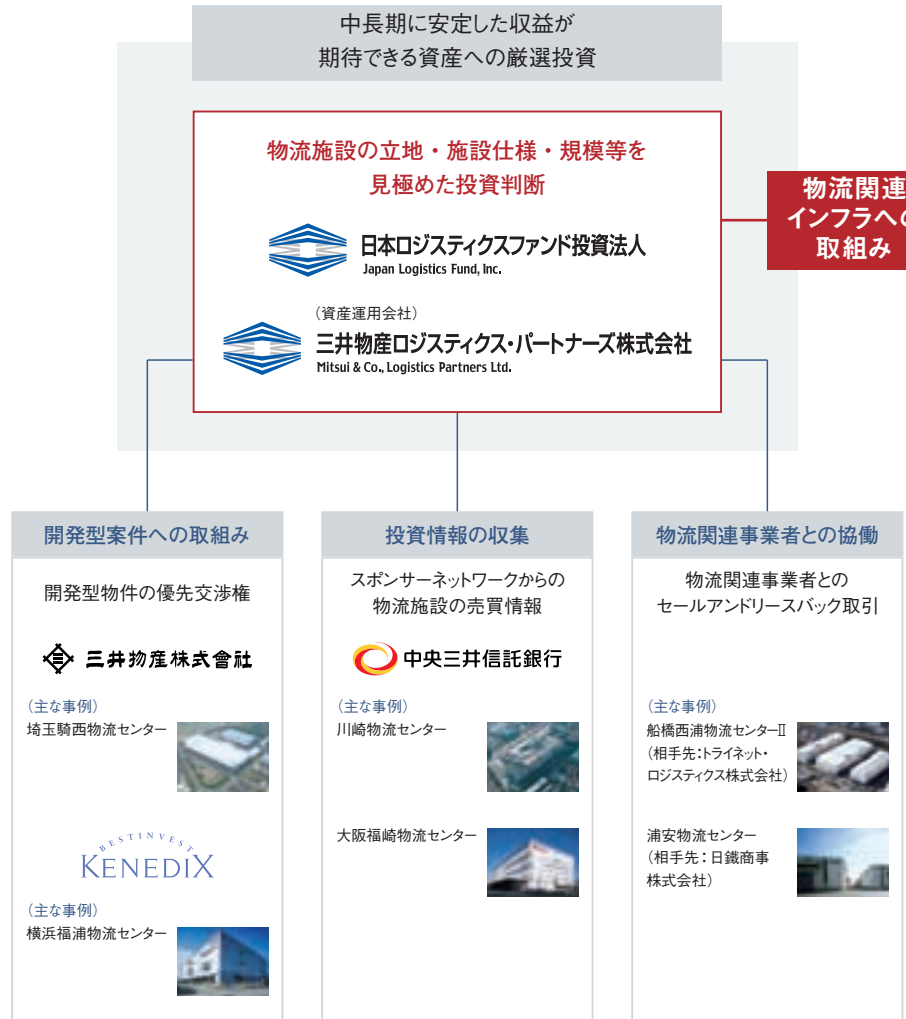 中長期に安定した収益が
期待できる資産への厳選投資
物流施設の立地・施設仕様・規模等を
見極めた投資判断
日本ロジスティクスファンド投資法人
Japan Logistics Fund, Inc.
（資産運用会社）
三井物産ロジスティクス・パートナーズ株式会社
Mitsui & Co., Logistics Partners Ltd.
物流関連
インフラへの
取組み
開発型案件への取組み
開発型物件の優先交渉権
三井物産株式會社
（主な事例）
埼玉騎西物流センター
BESTINVEST
KENEDIX
（主な事例）
横浜福浦物流センター
投資情報の収集
スポンサーネットワークからの
物流施設の売買情報
中央三井信託銀行
（主な事例）
川崎物流センター
大阪福崎物流センター
物流関連事業者との協働
物流関連事業者との
セールアンドリースバック取引
（主な事例）
船橋西浦物流センターⅡ
（相手先：トライネット・
ロジスティクス株式会社）
浦安物流センター
（相手先：日鐵商事
株式会社）